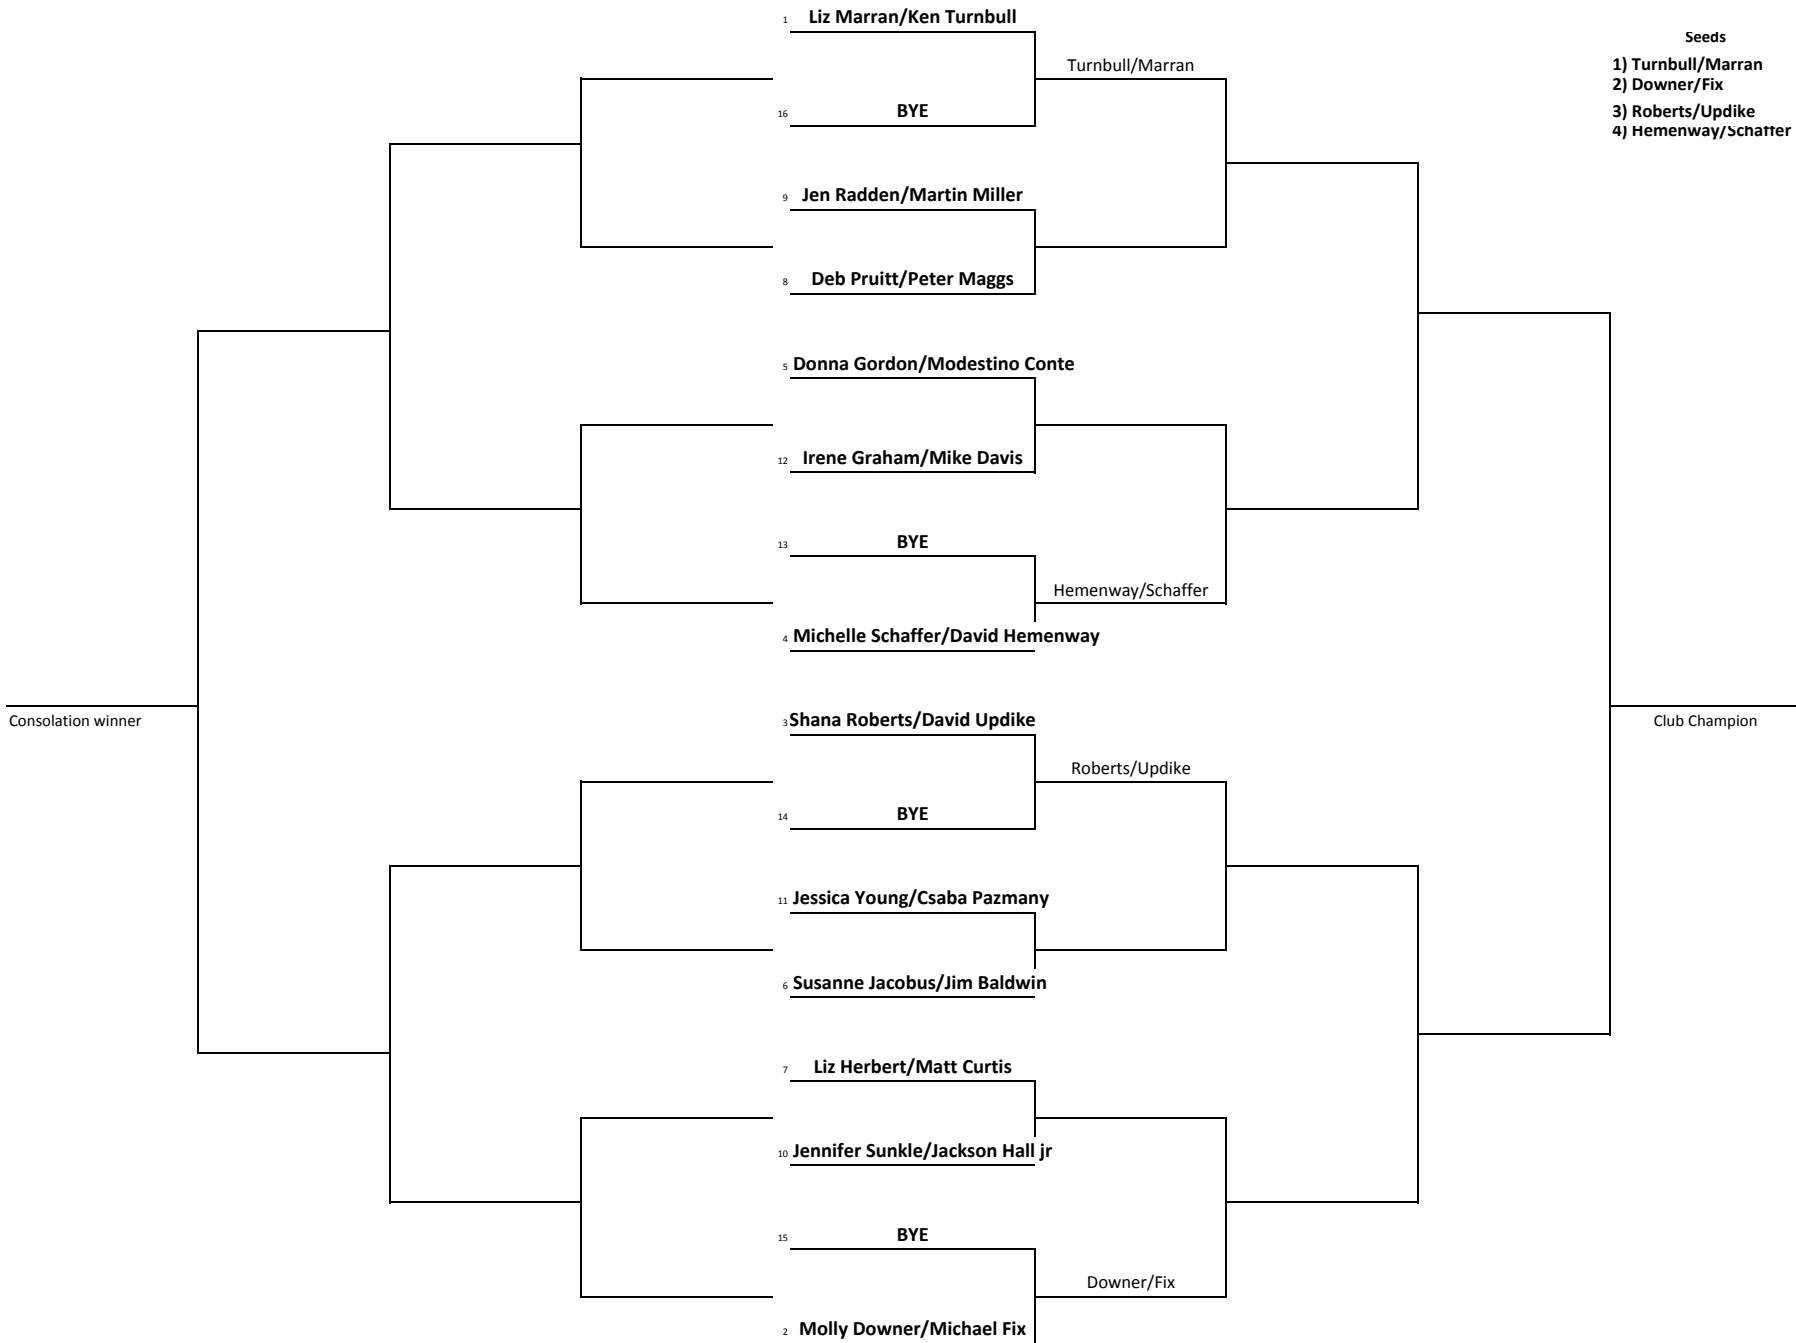 1 Liz Marran/Ken Turnbull
Seeds
Turnbull/Marran
1) Turnbull/Marran
2) Downer/Fix
16 BYE
3) Roberts/Updike
4) Hemenway/Schaffer
9 Jen Radden/Martin Miller
8 Deb Pruitt/Peter Maggs
5 Donna Gordon/Modestino Conte
12 Irene Graham/Mike Davis
13 BYE
Hemenway/Schaffer
4 Michelle Schaffer/David Hemenway
Consolation winner
3 Shana Roberts/David Updike
Club Champion
Roberts/Updike
14 BYE
11 Jessica Young/Csaba Pazmany
6 Susanne Jacobus/Jim Baldwin
7 Liz Herbert/Matt Curtis
10 Jennifer Sunkle/Jackson Hall jr
15 BYE
Downer/Fix
2 Molly Downer/Michael Fix